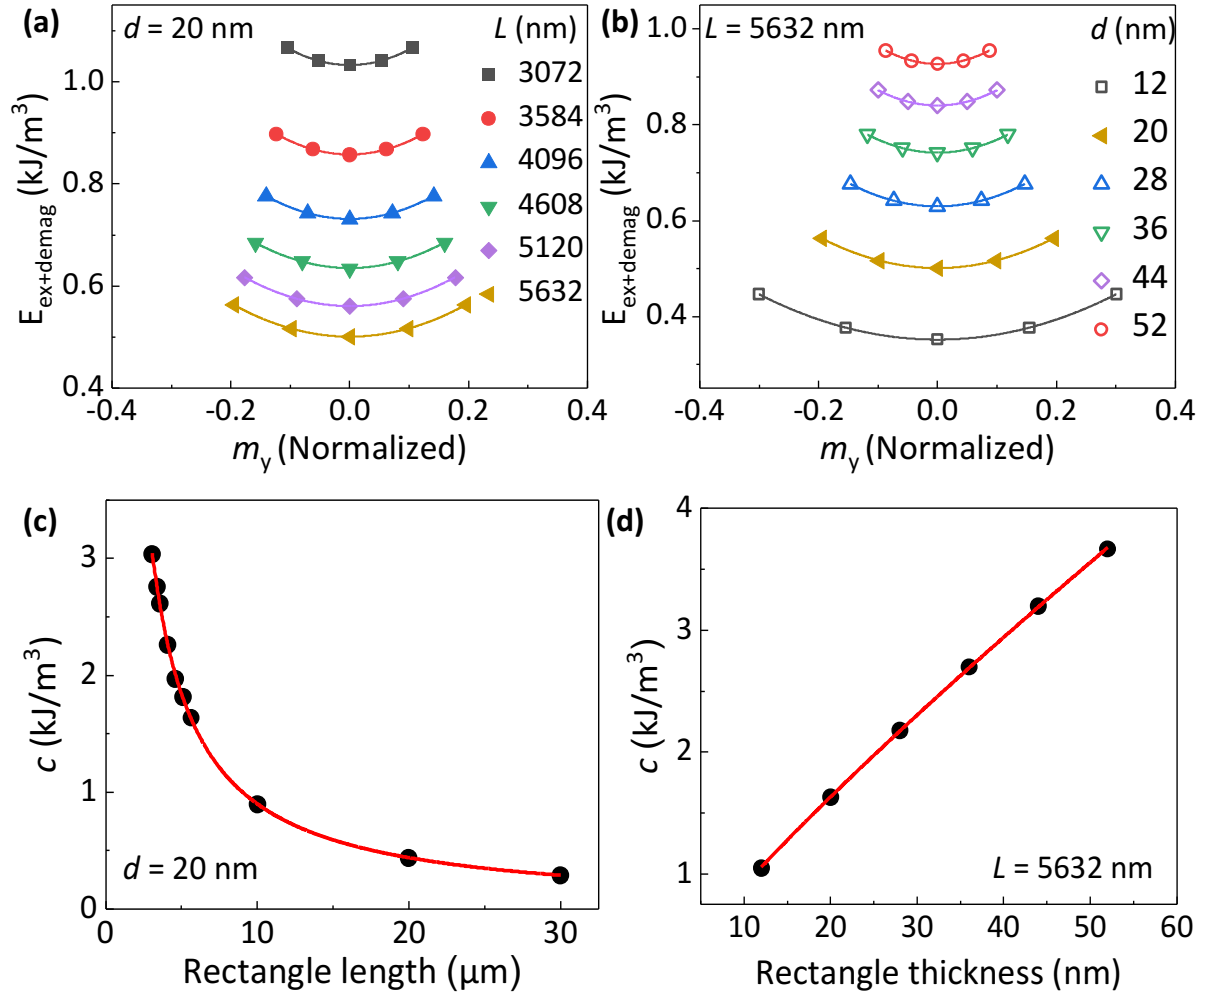 (a) d = 20 nm L (nm)
3072
3584
4096
4608
5120
5632
1.0
0.8
0.6
0.4
-0.4 -0.2 0.0 0.2 0.4
E_ex+demag (kJ/m³)
m_y (Normalized)
(b) L = 5632 nm d (nm)
12
20
28
36
44
52
1.0
0.8
0.6
0.4
-0.4 -0.2 0.0 0.2 0.4
E_ex+demag (kJ/m³)
m_y (Normalized)
(c)
3
2
1
0
0 10 20 30
c (kJ/m³)
d = 20 nm
Rectangle length (μm)
(d)
4
3
2
1
10 20 30 40 50 60
c (kJ/m³)
L = 5632 nm
Rectangle thickness (nm)